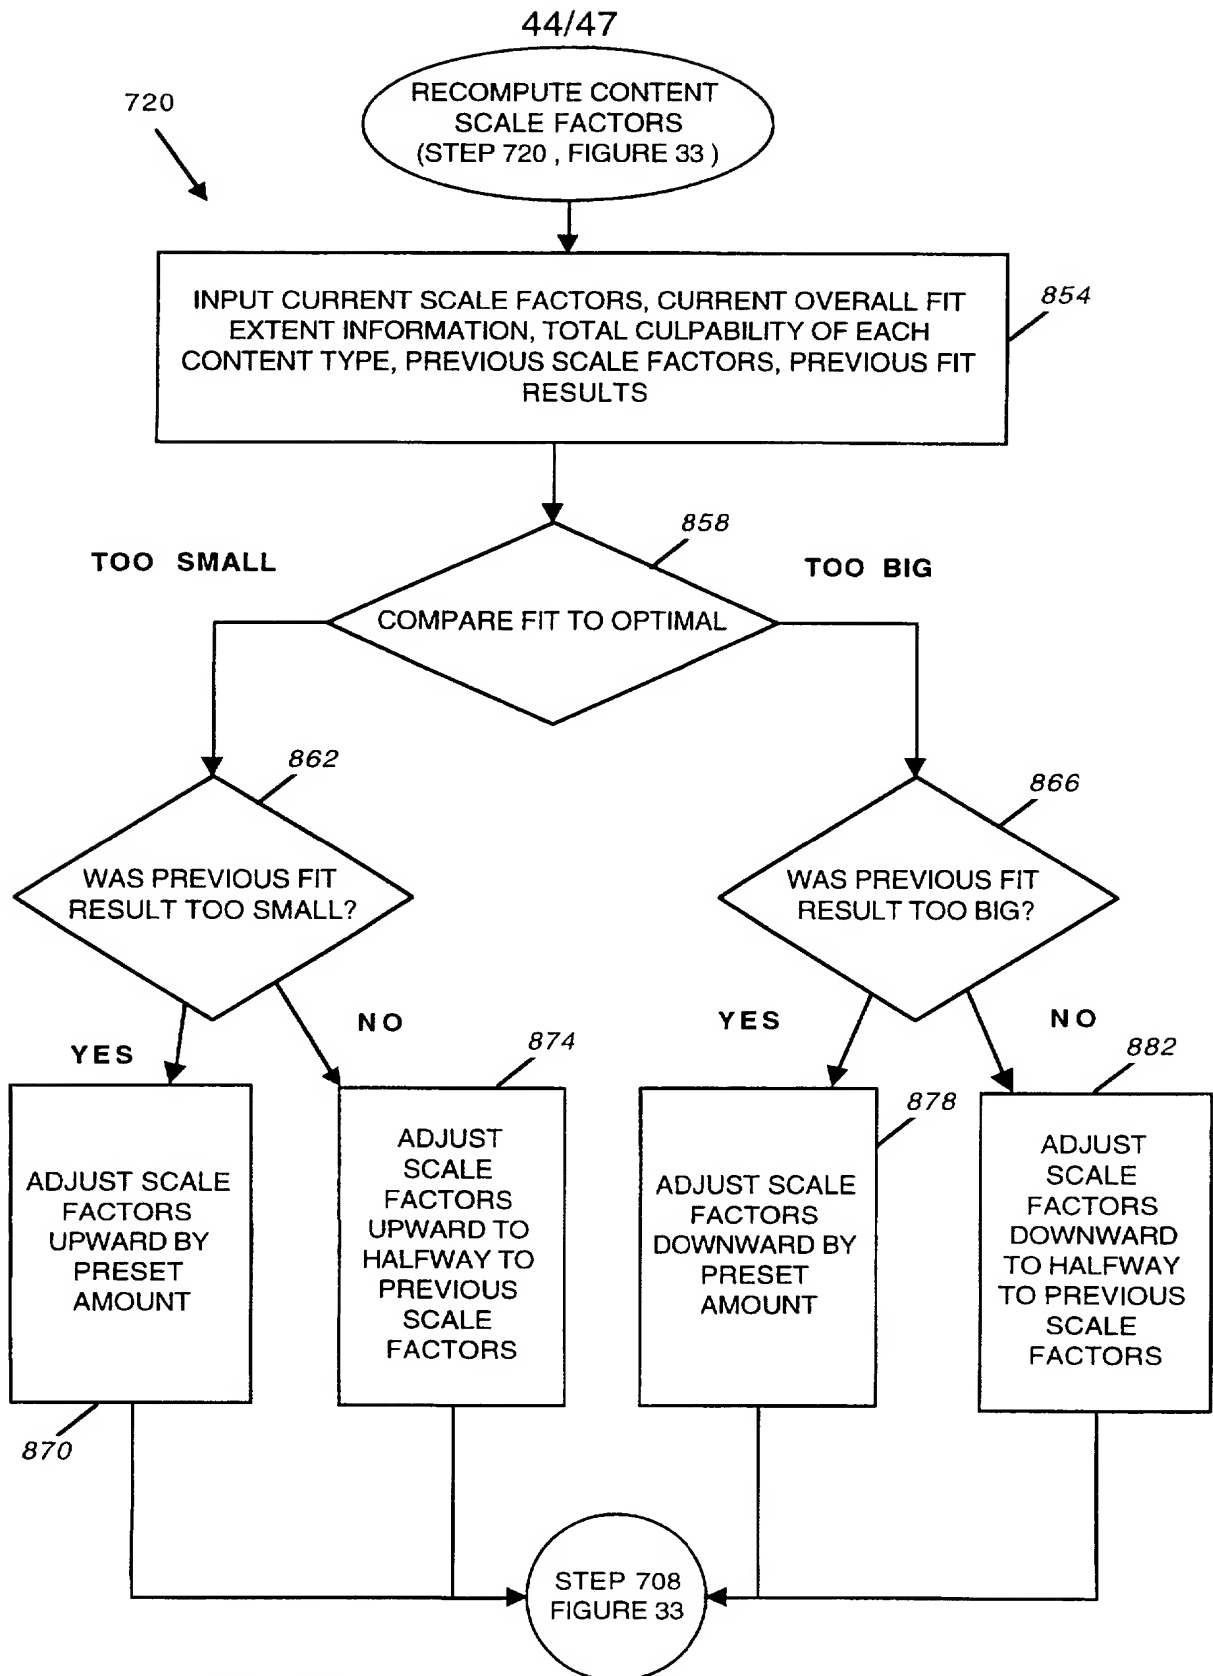 44/47
720
RECOMPUTE CONTENT
SCALE FACTORS
(STEP 720 , FIGURE 33 )
INPUT CURRENT SCALE FACTORS, CURRENT OVERALL FIT
EXTENT INFORMATION, TOTAL CULPABILITY OF EACH
CONTENT TYPE, PREVIOUS SCALE FACTORS, PREVIOUS FIT
RESULTS
854
858
TOO SMALL
TOO BIG
COMPARE FIT TO OPTIMAL
862
WAS PREVIOUS FIT
RESULT TOO SMALL?
866
WAS PREVIOUS FIT
RESULT TOO BIG?
YES
NO
YES
NO
ADJUST SCALE
FACTORS
UPWARD BY
PRESET
AMOUNT
870
874
ADJUST
SCALE
FACTORS
UPWARD TO
HALFWAY TO
PREVIOUS
SCALE
FACTORS
878
ADJUST SCALE
FACTORS
DOWNWARD BY
PRESET
AMOUNT
882
ADJUST
SCALE
FACTORS
DOWNWARD
TO HALFWAY
TO PREVIOUS
SCALE
FACTORS
STEP 708
FIGURE 33